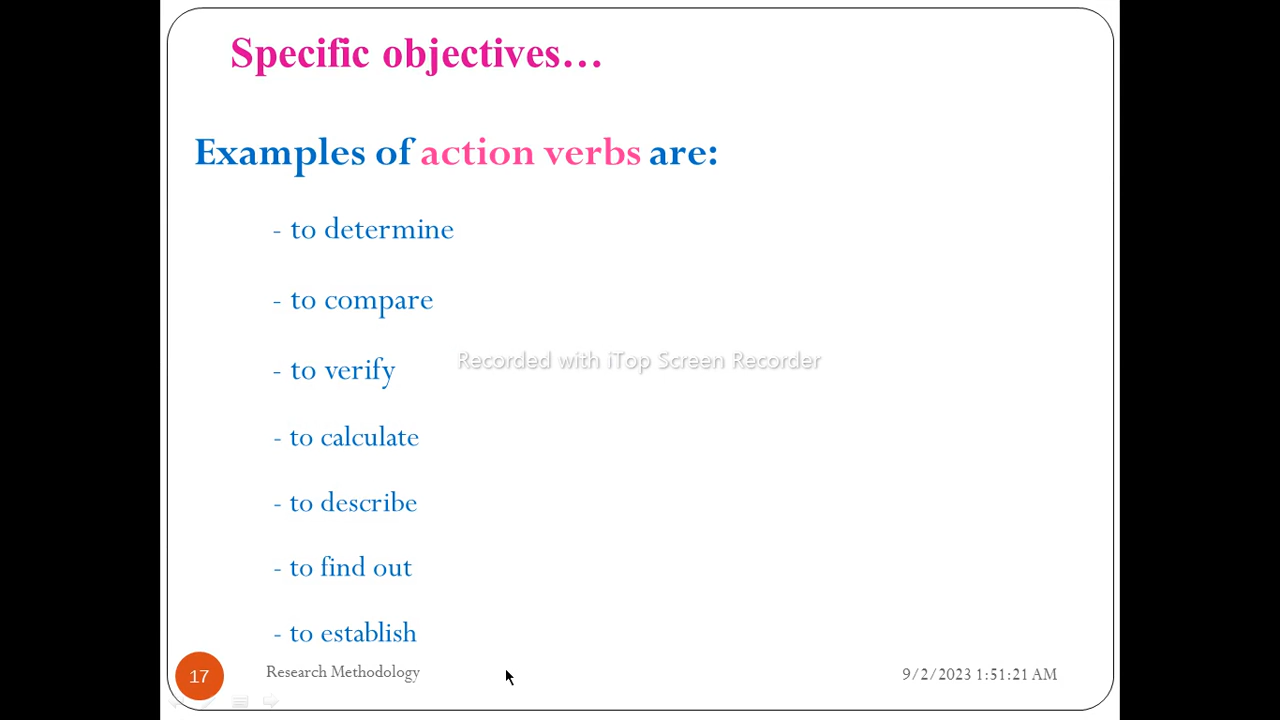 Specific objectives…
Examples of action verbs are:
- to determine
- to compare
- to verify
Recorded with iTop Screen Recorder
- to calculate
- to describe
- to find out
- to establish
17
Research Methodology
9/2/2023 1:51:21 AM